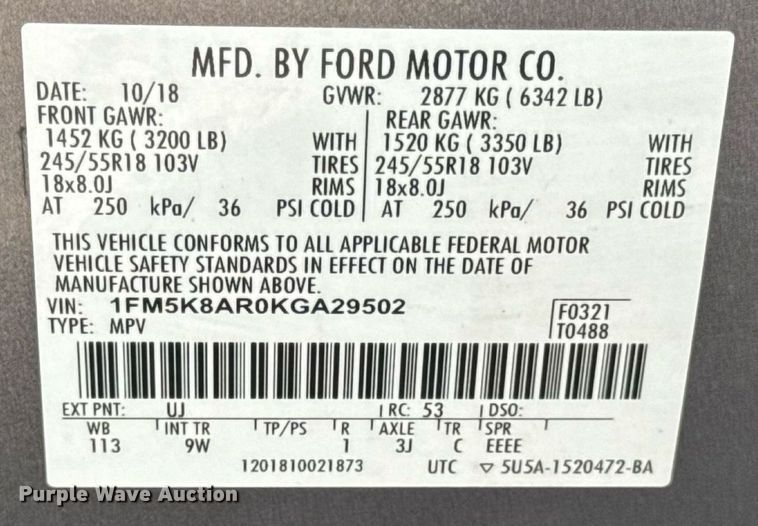 MFD. BY FORD MOTOR CO.
DATE: 10/18 GVWR: 2877 KG ( 6342 LB)
FRONT GAWR: REAR GAWR:
1452 KG ( 3200 LB) WITH 1520 KG ( 3350 LB) WITH
245/55R18 103V TIRES 245/55R18 103V TIRES
18x8.0J RIMS 18x8.0J RIMS
AT 250 kPa/ 36 PSI COLD AT 250 kPa/ 36 PSI COLD
THIS VEHICLE CONFORMS TO ALL APPLICABLE FEDERAL MOTOR
VEHICLE SAFETY STANDARDS IN EFFECT ON THE DATE OF
MANUFACTURE SHOWN ABOVE.
VIN: 1FM5K8AR0KGA29502 F0321
TYPE: MPV T0488
EXT PNT: UJ RC: 53 DSO:
WB INT TR TP/PS R AXLE TR SPR
113 9W 1 3J C EEEE
1201810021873 UTC ▽ 5U5A-1520472-BA
Purple Wave Auction